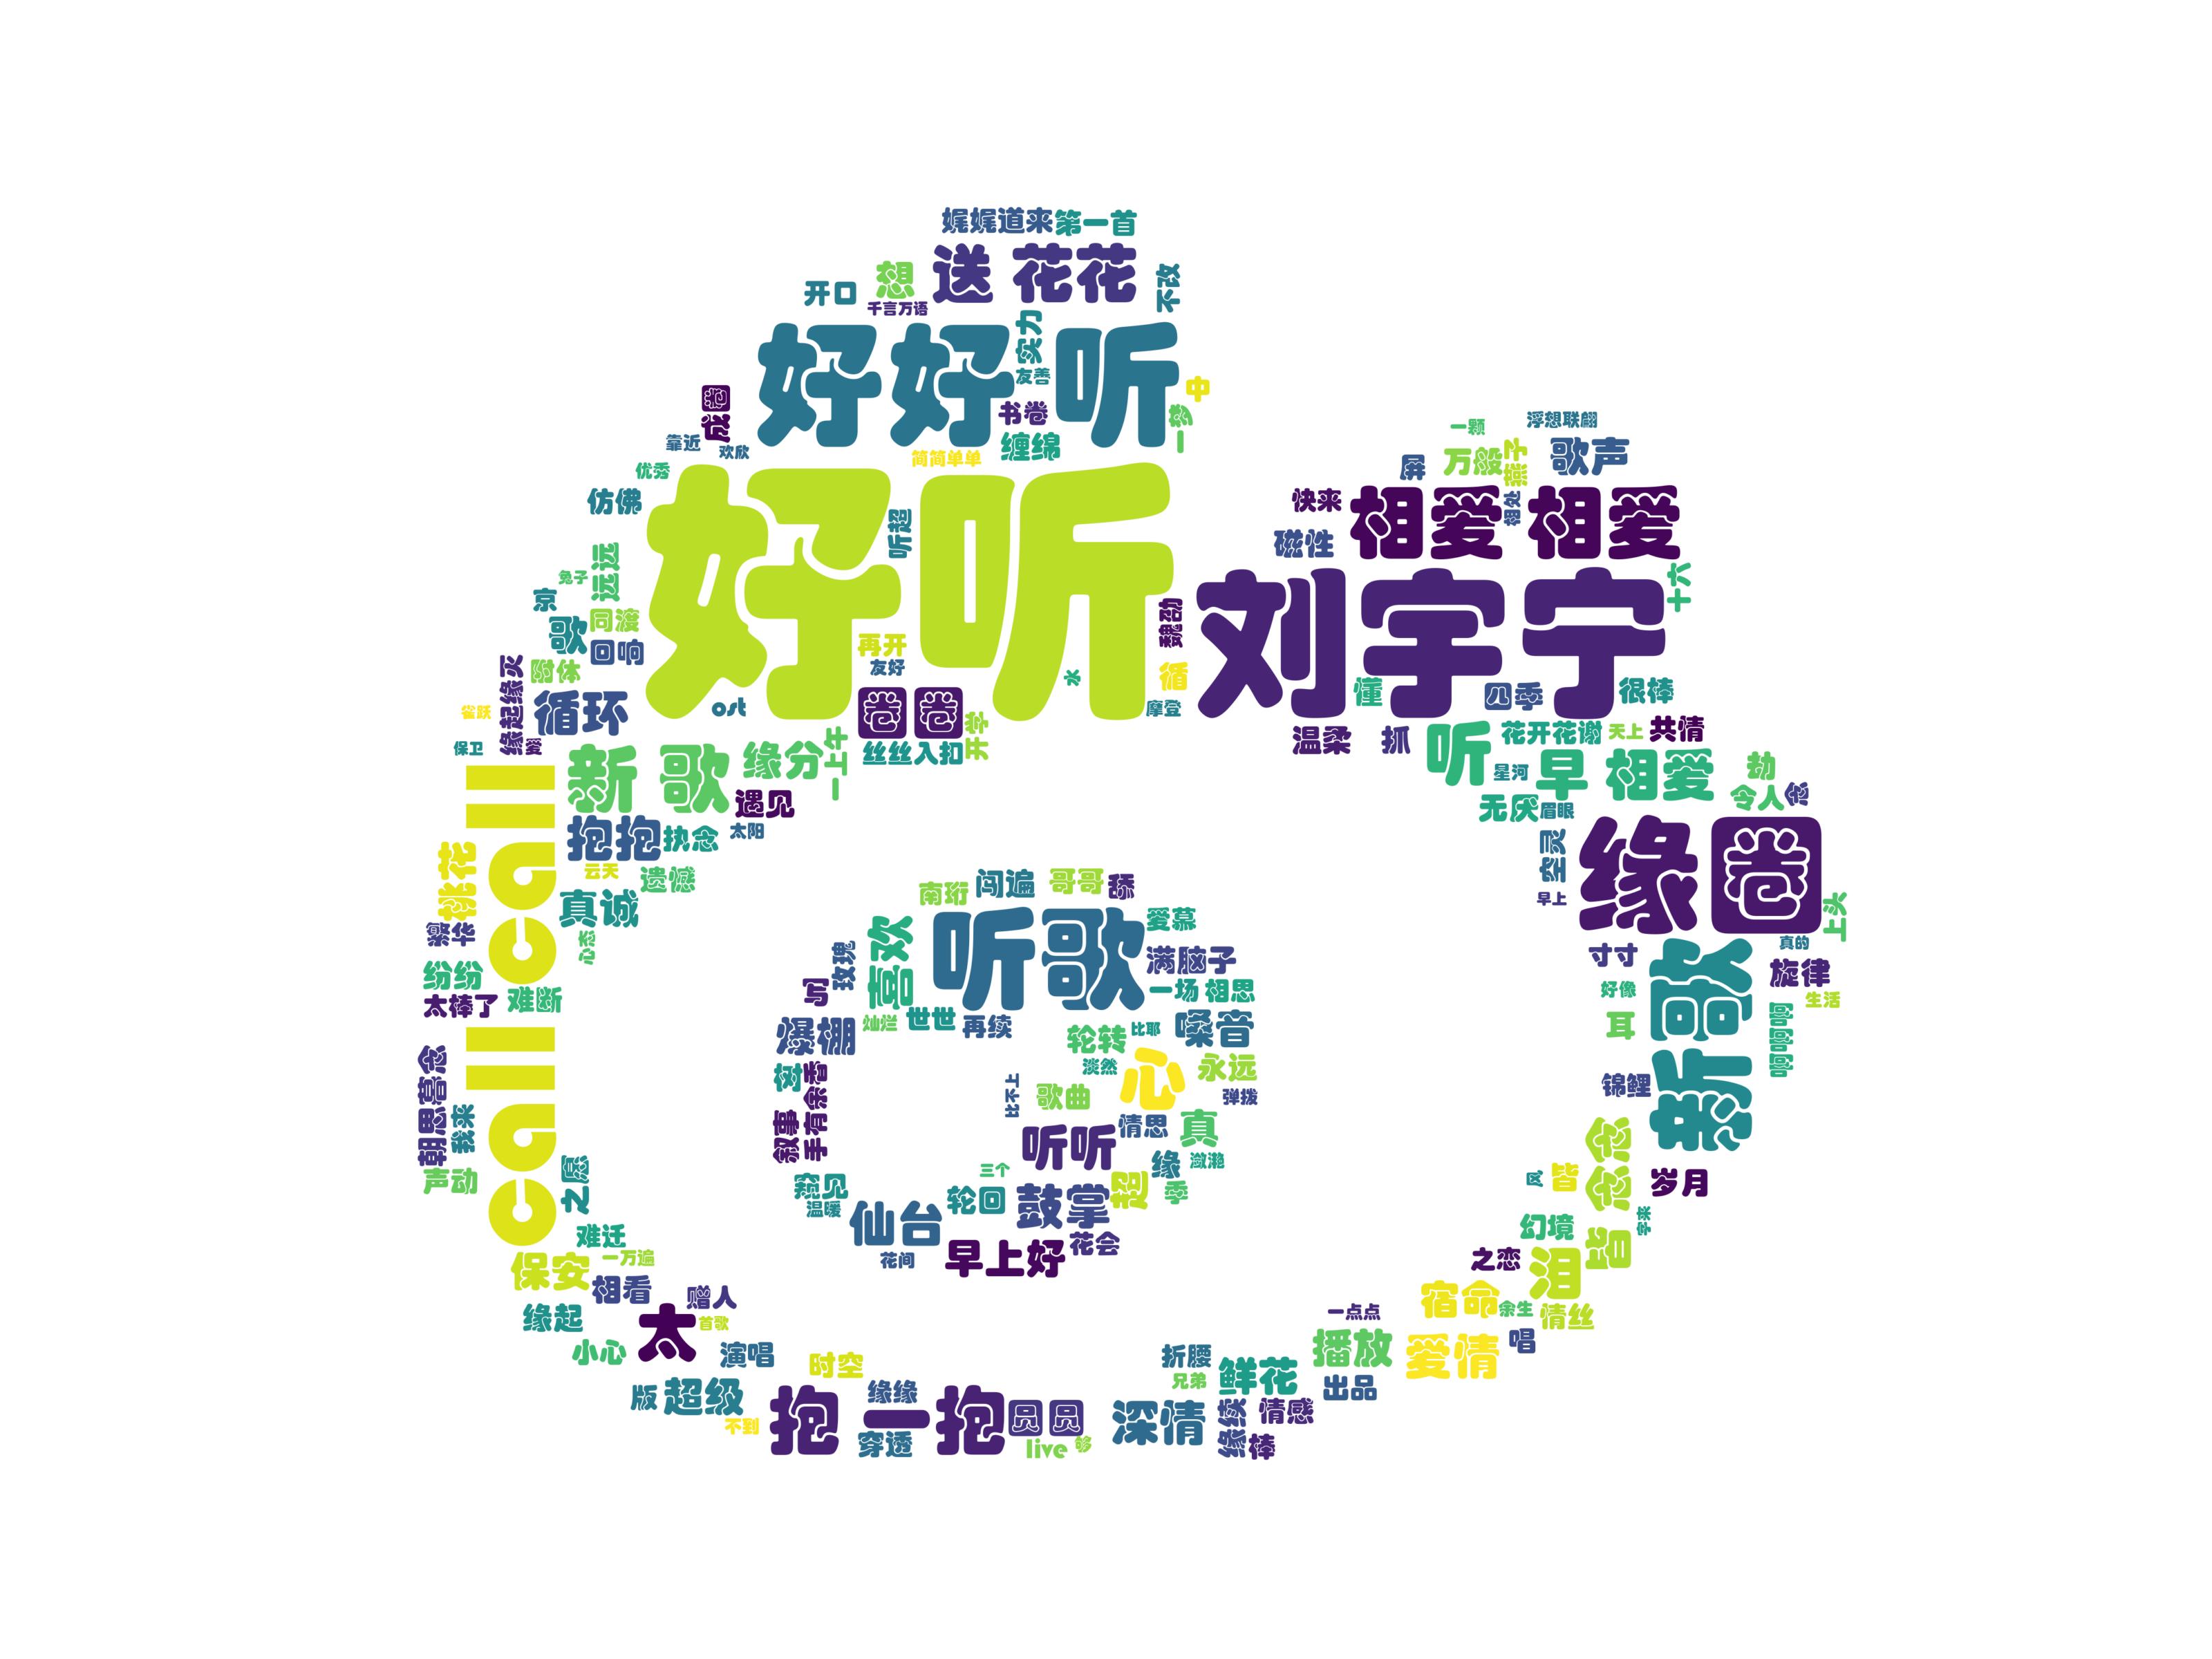 娓娓道来 第一首
开口 想 送 花花 不改
千言万语
好好听 实力
友善
成圈 书卷 一梦 中
靠近 欢欣 简简单单 缠绵
一颗 浮想联翩
优秀 屏 万般 燕子 歌声
仿佛 好听 听超 快来 相爱 相处 相爱
磁性
兔子 远远 刘宇宁 十六
京
歌 同渡 魏劭
回响 再开
附体 友好 水 循 懂 四季 很棒
缘起缘灭 循环 ost 圈圈 摩登
雀跃 开学
保卫 爱 新歌 缘分 一上午 丝丝入扣 温柔 抓 听 花开花谢 天上 共情
星河 早 相爱 劫
callcall 遇见 无厌 眉眼 令人 念
抱抱 执念 太阳 缘圈
桃花 云天 遗憾 南珩 闯遍 哥哥 舔 空灵 早上
真诚 听歌 爱慕 上头
繁华 心态 喜欢 玫瑰 满脑子 寸寸 新歌 真的
纷纷 写 一场 相思 好像 旋律
太棒了 难断 灿烂 世世 再续 生活
爆棚 轮转 比耶 嗓音 耳 啊啊啊啊
朝思暮念 树 手有余香 淡然 心 永远 锦鲤
我来 比不上 歌曲 弹拨
叙事 听听 情思 真 念念
声动 三个 缘 潋滟
之愿 窥见 轮回 鼓掌 超 季 风 皆 岁月
温暖 仙台 幻境 字来
难迁 花间 早上好 花会 之恋 泪 皆
保安 一万遍
相看 赠人 宿命 余生
缘起 太 首歌 一点点 情丝
小心 演唱 时空 折腰 播放 爱情 唱
版 超级 缘缘 兄弟 鲜花 出品
不到 抱一抱 圆圆 深情 缘续 情感
穿透 live 够 棒